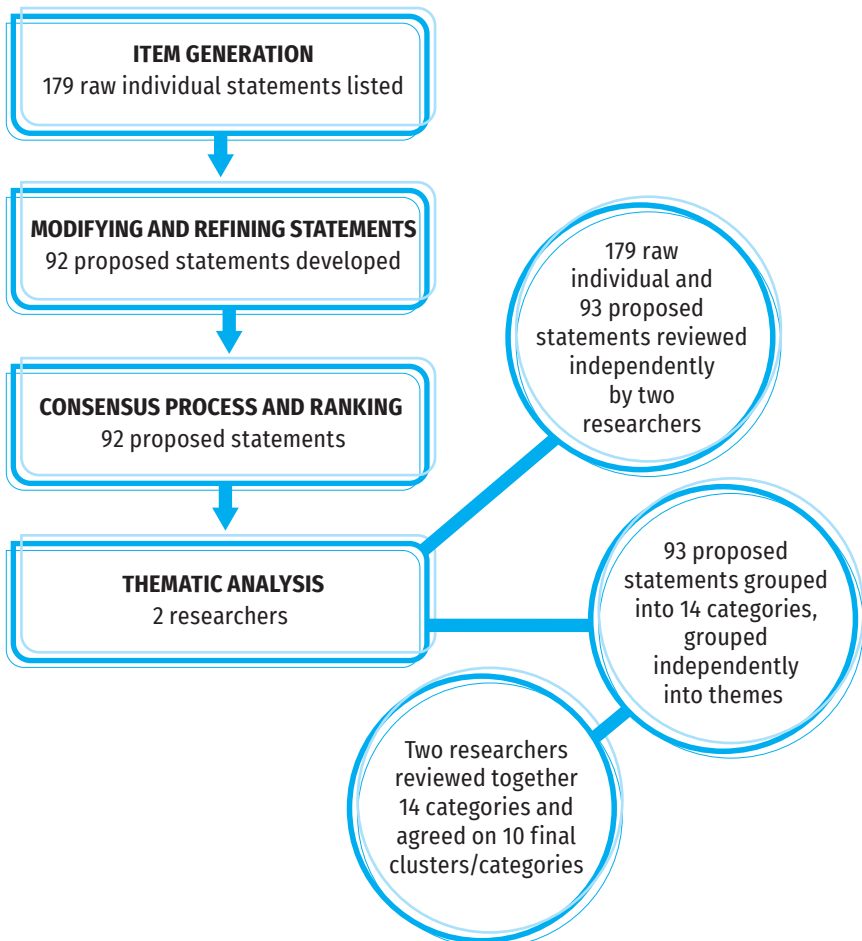 ITEM GENERATION
179 raw individual statements listed
MODIFYING AND REFINING STATEMENTS
92 proposed statements developed
CONSENSUS PROCESS AND RANKING
92 proposed statements
THEMATIC ANALYSIS
2 researchers
179 raw
individual and
93 proposed
statements reviewed
independently
by two
researchers
93 proposed
statements grouped
into 14 categories,
grouped
independently
into themes
Two researchers
reviewed together
14 categories and
agreed on 10 final
clusters/categories